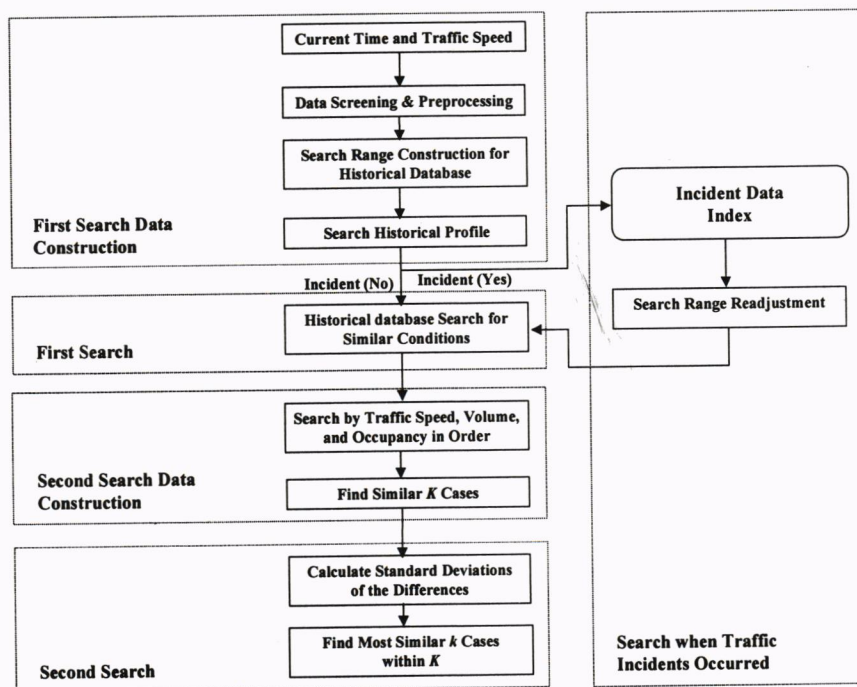 Current Time and Traffic Speed
Data Screening & Preprocessing
Search Range Construction for
Historical Database
Search Historical Profile
First Search Data
Construction
Incident (No)
Incident (Yes)
Incident Data
Index
Search Range Readjustment
Historical database Search for
Similar Conditions
First Search
Search by Traffic Speed, Volume,
and Occupancy in Order
Find Similar K Cases
Second Search Data
Construction
Calculate Standard Deviations
of the Differences
Find Most Similar k Cases
within K
Second Search
Search when Traffic
Incidents Occurred